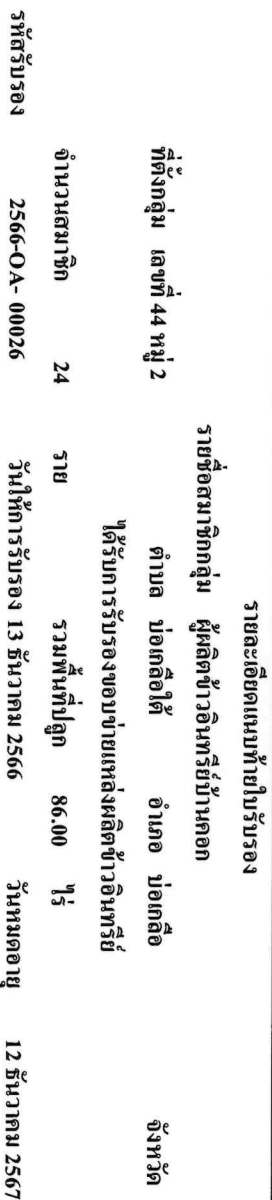 รายละเอียดแนบท้ายใบรับรอง
รายชื่อสมาชิกกลุ่ม ผู้ผลิตข้าวอินทรีย์บ้านคอก
ที่ตั้งกลุ่ม เลขที่ 44 หมู่ 2 ตำบล บ่อเกลือใต้ อำเภอ บ่อเกลือ จังหวัด
ได้รับการรับรองขอบข่ายแหล่งผลิตข้าวอินทรีย์
จำนวนสมาชิก 24 ราย รวมพื้นที่ปลูก 86.00 ไร่
รหัสรับรอง 2566-OA- 00026 วันให้การรับรอง 13 ธันวาคม 2566 วันหมดอายุ 12 ธันวาคม 2567